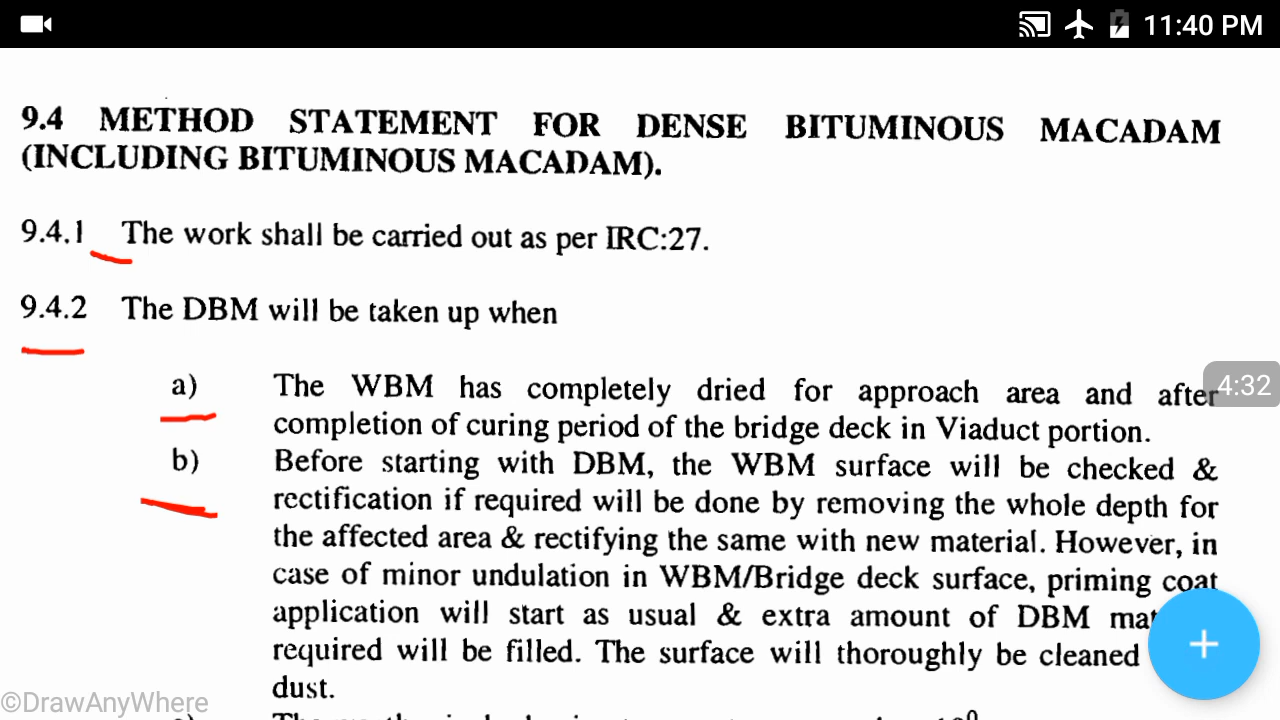 11:40 PM
9.4 METHOD STATEMENT FOR DENSE BITUMINOUS MACADAM
(INCLUDING BITUMINOUS MACADAM).
9.4.1 The work shall be carried out as per IRC:27.
9.4.2 The DBM will be taken up when
a) The WBM has completely dried for approach area and after
4:32
completion of curing period of the bridge deck in Viaduct portion.
b) Before starting with DBM, the WBM surface will be checked &
rectification if required will be done by removing the whole depth for
the affected area & rectifying the same with new material. However, in
case of minor undulation in WBM/Bridge deck surface, priming coat
application will start as usual & extra amount of DBM
required will be filled. The surface will thoroughly be cleaned
dust.
©DrawAnyWhere